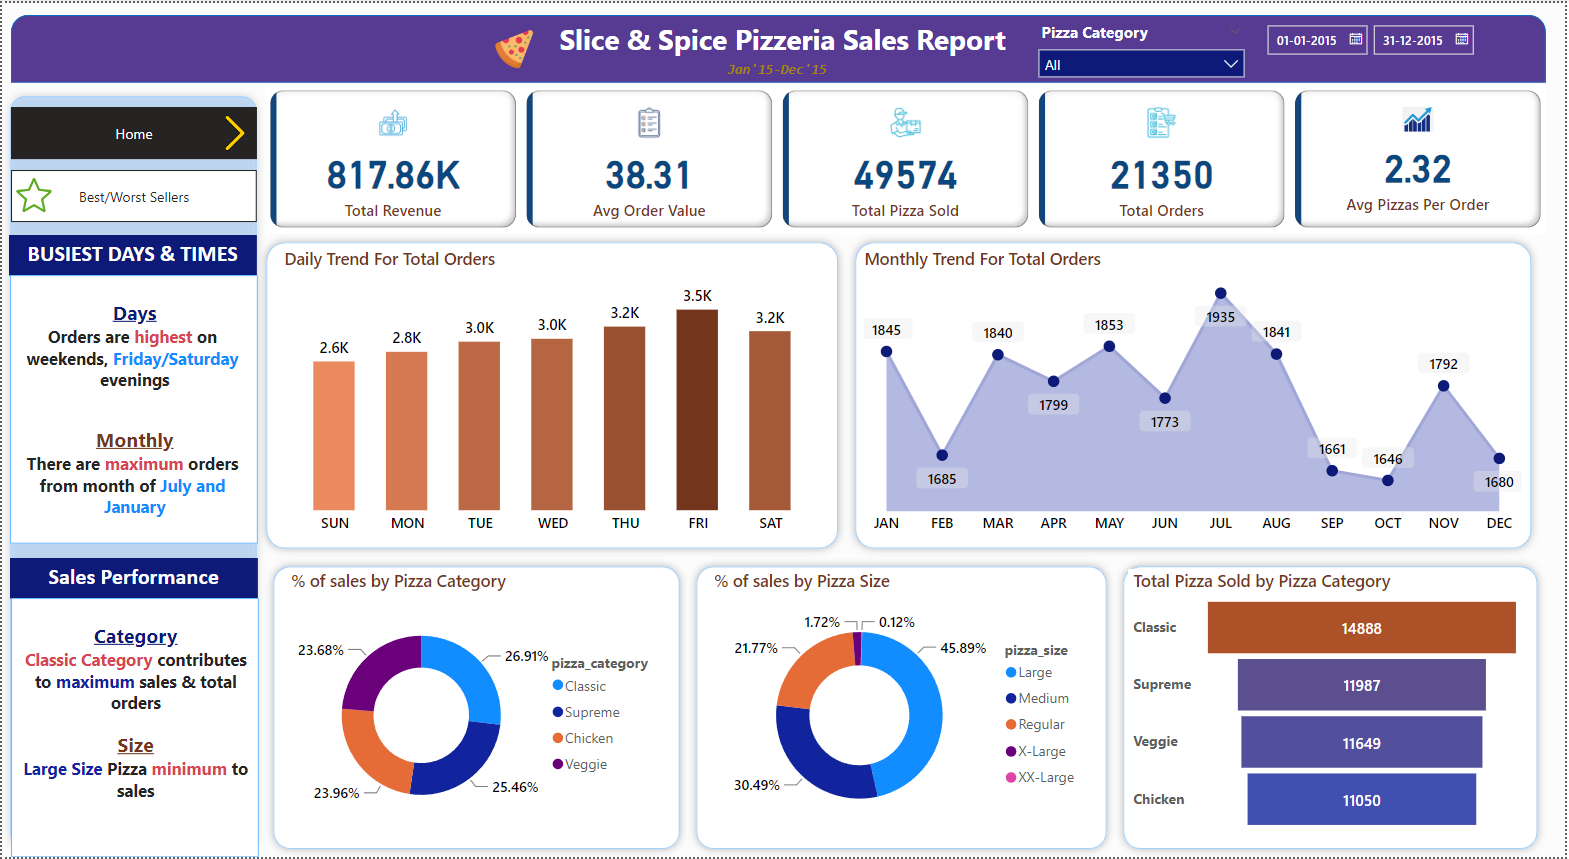 Slice & Spice Pizzeria Sales Report
Jan'15-Dec'15
Pizza Category
All
01-01-2015
31-12-2015
Home
Best/Worst Sellers
817.86K
Total Revenue
38.31
Avg Order Value
49574
Total Pizza Sold
21350
Total Orders
2.32
Avg Pizzas Per Order
BUSIEST DAYS & TIMES
Days
Orders are highest on
weekends, Friday/Saturday
evenings
Monthly
There are maximum orders
from month of July and
January
Daily Trend For Total Orders
2.6K
2.8K
3.0K
3.0K
3.2K
3.5K
3.2K
SUN
MON
TUE
WED
THU
FRI
SAT
Monthly Trend For Total Orders
1845
1685
1840
1799
1853
1773
1935
1841
1661
1646
1792
1680
JAN
FEB
MAR
APR
MAY
JUN
JUL
AUG
SEP
OCT
NOV
DEC
Sales Performance
Category
Classic Category contributes
to maximum sales & total
orders
Size
Large Size Pizza minimum to
sales
% of sales by Pizza Category
23.68%
26.91%
23.96%
25.46%
pizza_category
Classic
Supreme
Chicken
Veggie
% of sales by Pizza Size
1.72%
0.12%
21.77%
45.89%
30.49%
pizza_size
Large
Medium
Regular
X-Large
XX-Large
Total Pizza Sold by Pizza Category
Classic
14888
Supreme
11987
Veggie
11649
Chicken
11050